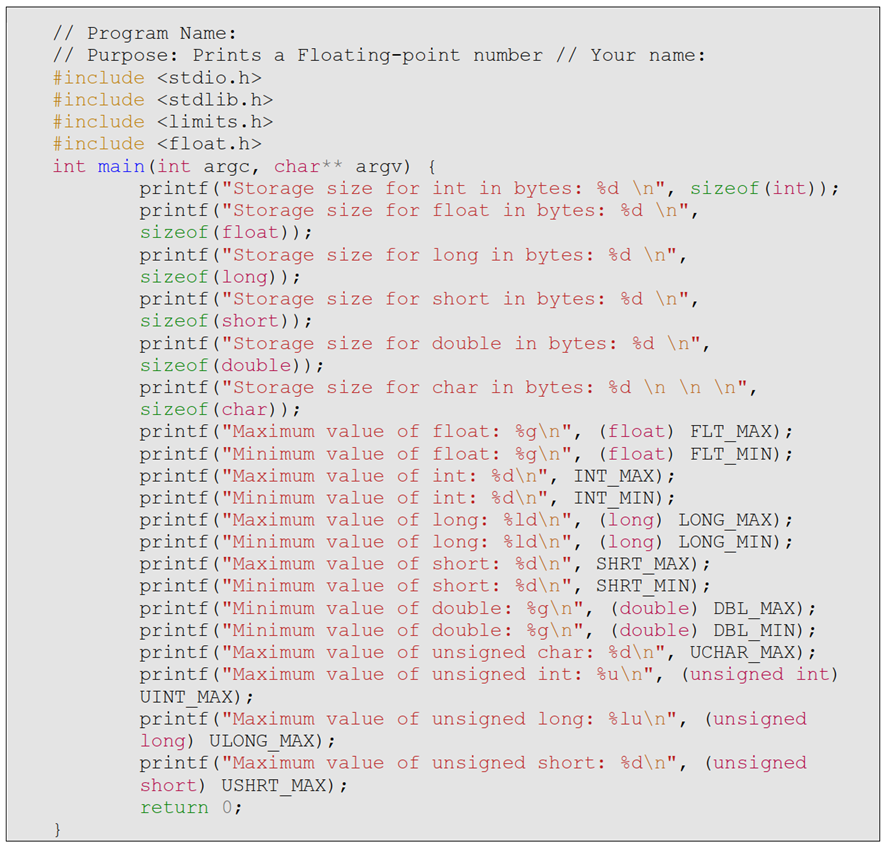 // Program Name:
// Purpose: Prints a Floating-point number // Your name:
#include <stdio.h>
#include <stdlib.h>
#include <limits.h>
#include <float.h>
int main(int argc, char** argv) {
printf("Storage size for int in bytes: %d \n", sizeof(int));
printf("Storage size for float in bytes: %d \n",
sizeof(float));
printf("Storage size for long in bytes: %d \n",
sizeof(long));
printf("Storage size for short in bytes: %d \n",
sizeof(short));
printf("Storage size for double in bytes: %d \n",
sizeof(double));
printf("Storage size for char in bytes: %d \n \n \n",
sizeof(char));
printf("Maximum value of float: %g\n", (float) FLT_MAX);
printf("Minimum value of float: %g\n", (float) FLT_MIN);
printf("Maximum value of int: %d\n", INT_MAX);
printf("Minimum value of int: %d\n", INT_MIN);
printf("Maximum value of long: %ld\n", (long) LONG_MAX);
printf("Minimum value of long: %ld\n", (long) LONG_MIN);
printf("Maximum value of short: %d\n", SHRT_MAX);
printf("Minimum value of short: %d\n", SHRT_MIN);
printf("Minimum value of double: %g\n", (double) DBL_MAX);
printf("Minimum value of double: %g\n", (double) DBL_MIN);
printf("Maximum value of unsigned char: %d\n", UCHAR_MAX);
printf("Maximum value of unsigned int: %u\n", (unsigned int)
UINT_MAX);
printf("Maximum value of unsigned long: %lu\n", (unsigned
long) ULONG_MAX);
printf("Maximum value of unsigned short: %d\n", (unsigned
short) USHRT_MAX);
return 0;
}